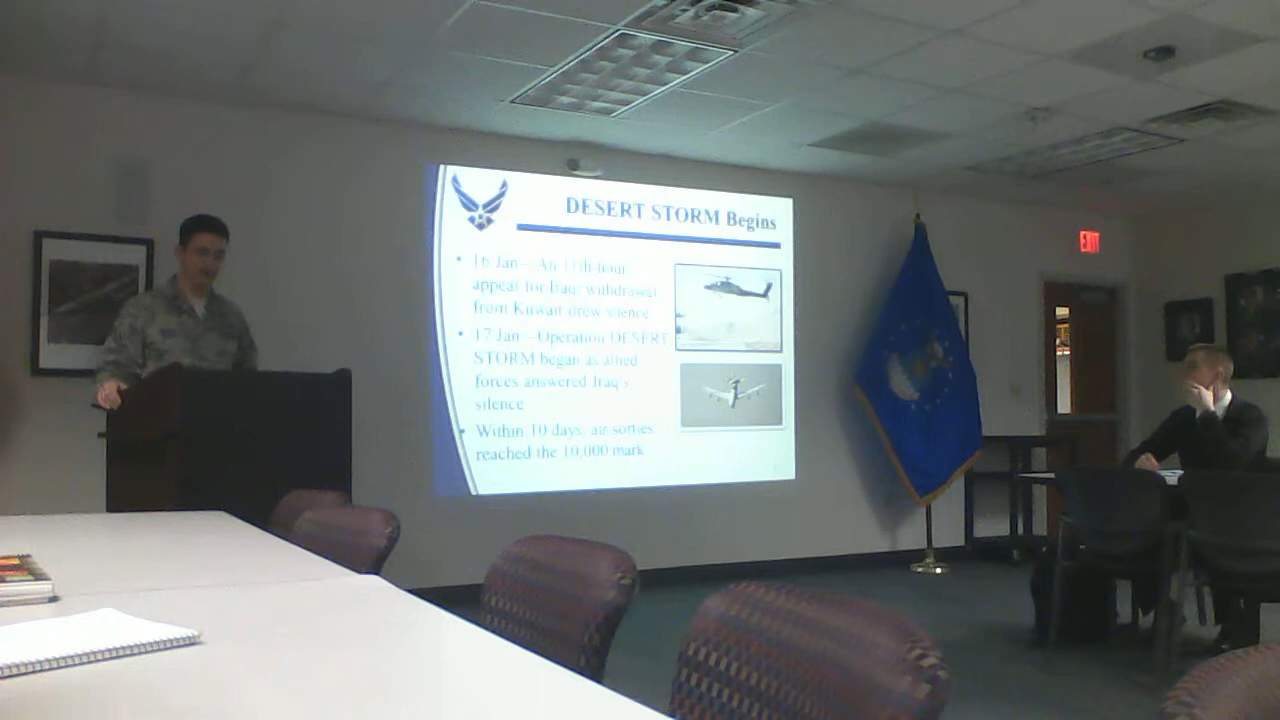 DESERT STORM Begins
• 16 Jan—An 11th-hour
appeal for Iraqi withdrawal
from Kuwait drew silence
• 17 Jan—Operation DESERT
STORM began as allied
forces answered Iraq's
silence
• Within 10 days, air sorties
reached the 10,000 mark
EXIT